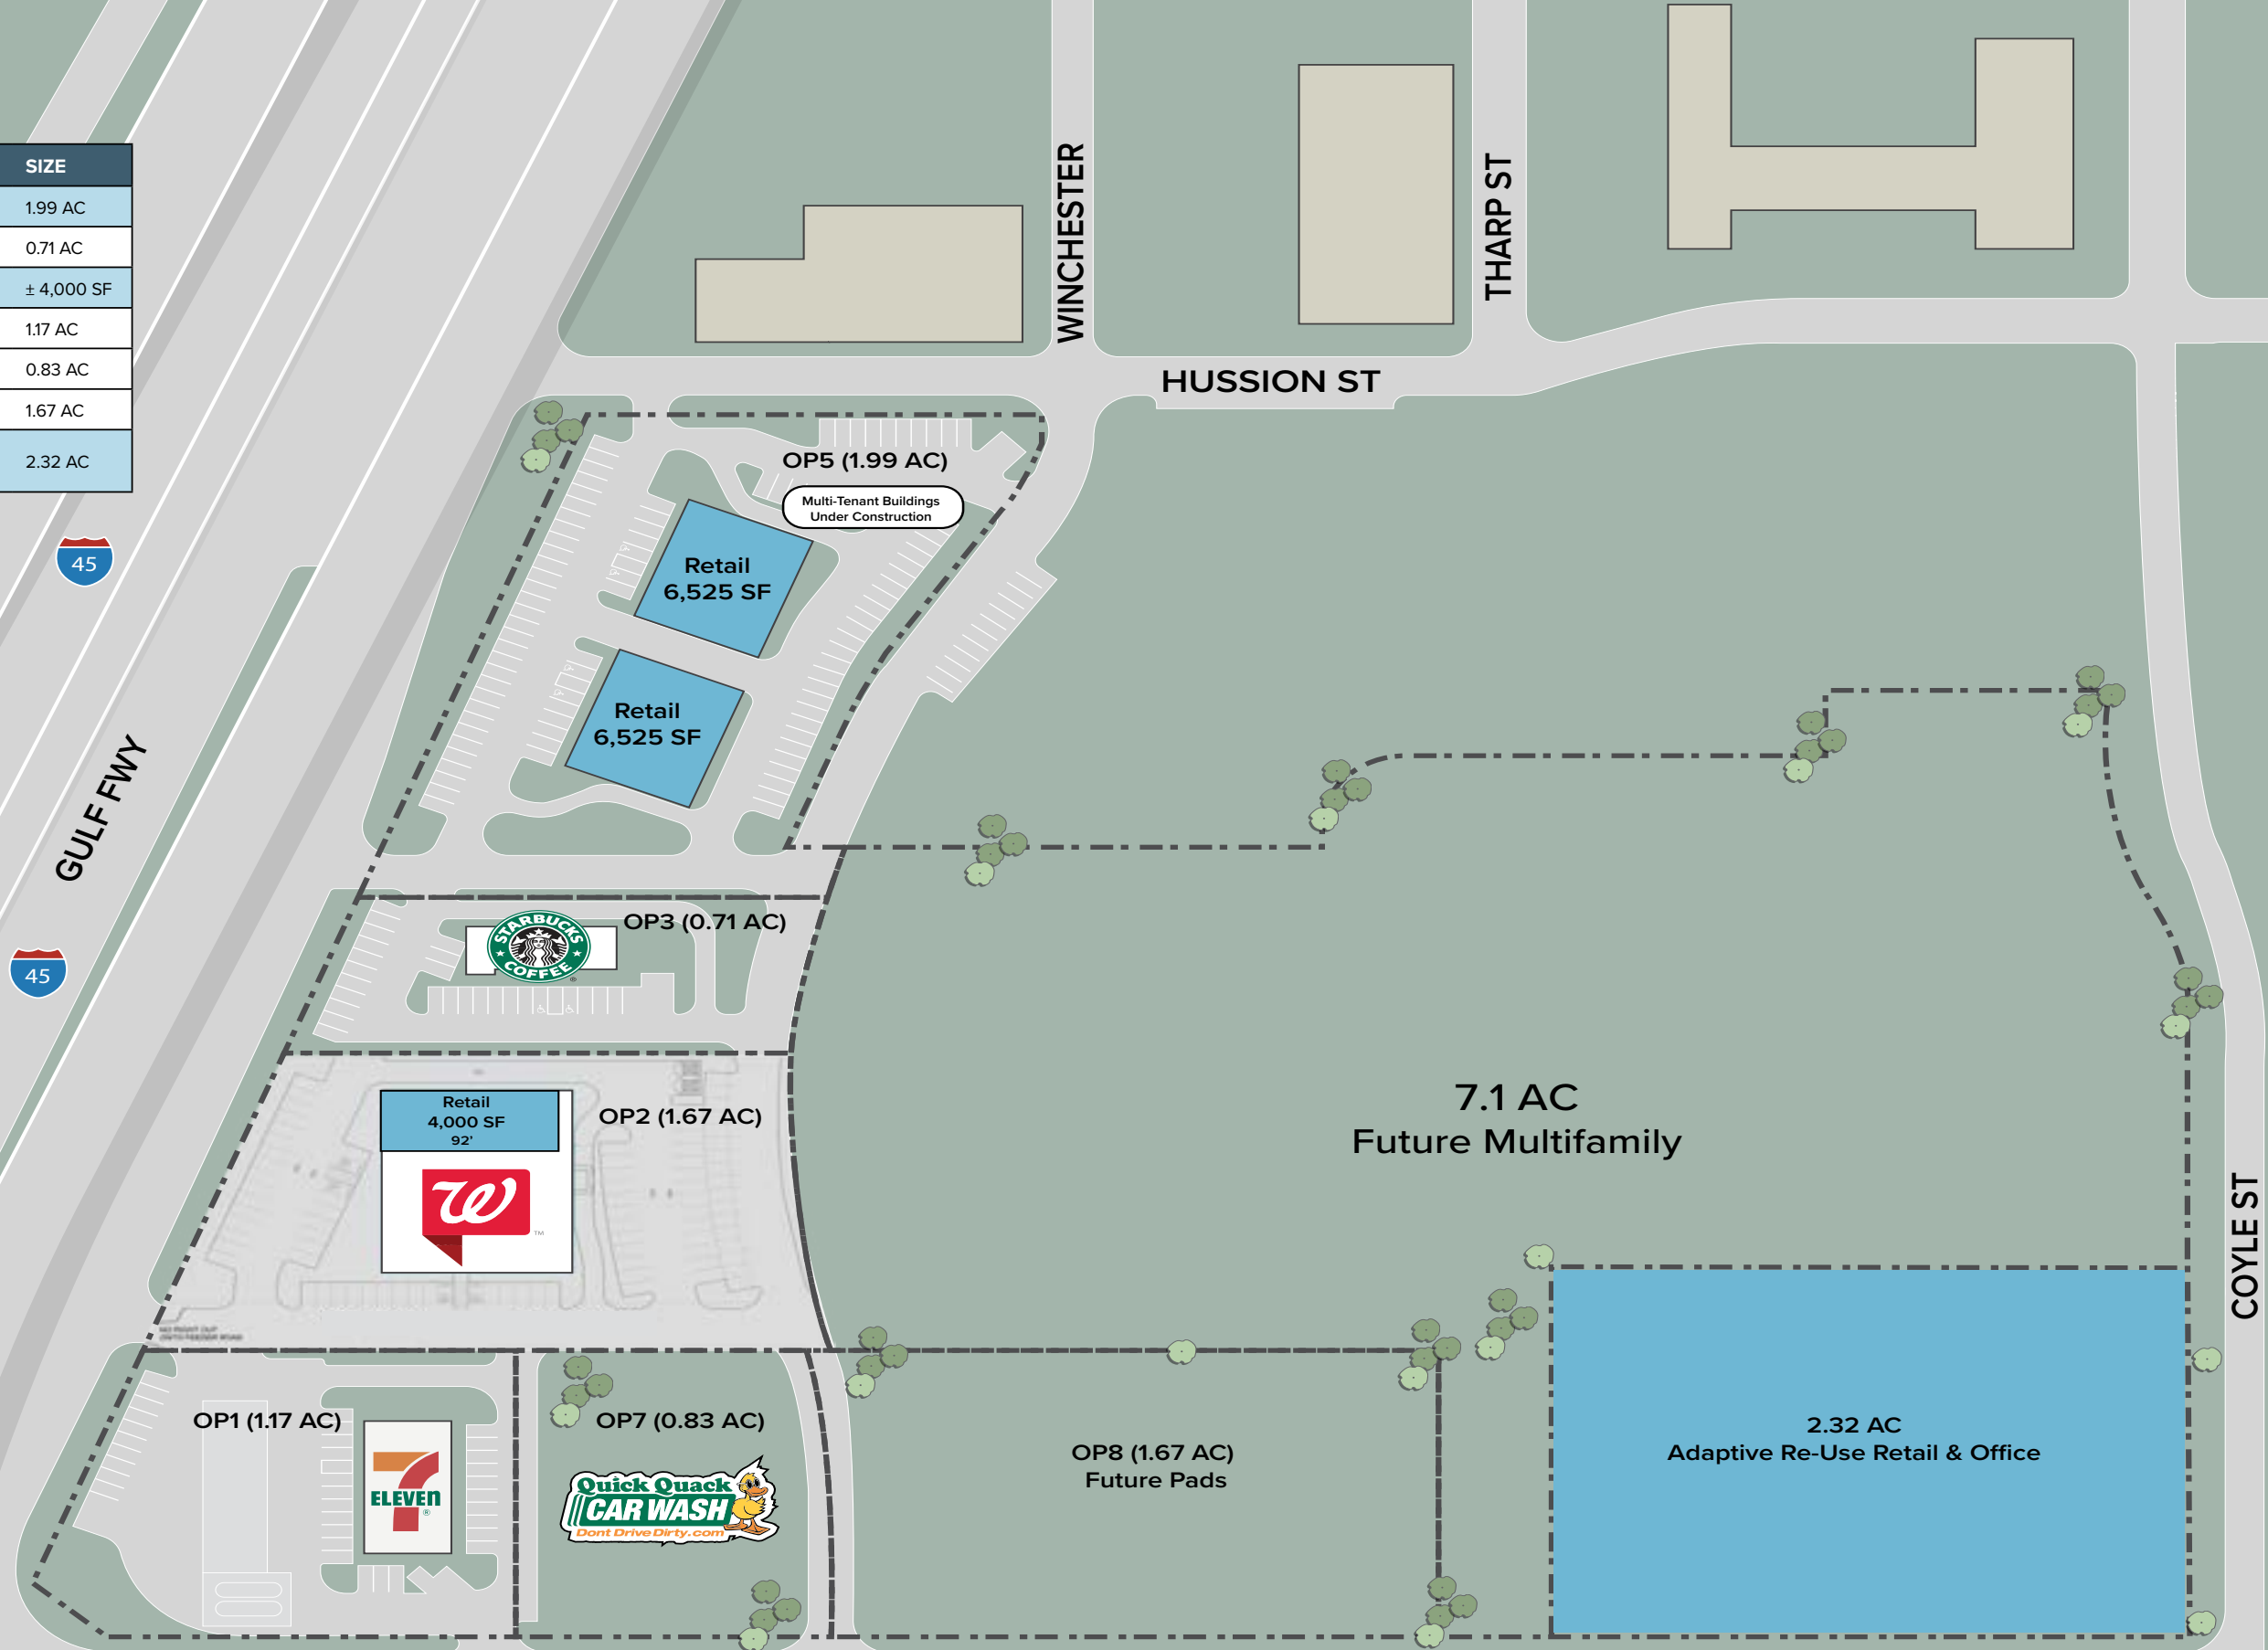 SIZE
1.99 AC
0.71 AC
± 4,000 SF
1.17 AC
0.83 AC
1.67 AC
2.32 AC
WINCHESTER
THARP ST
HUSSION ST
45
GULF FWY
45
OP5 (1.99 AC)
Multi-Tenant Buildings
Under Construction
Retail
6,525 SF
Retail
6,525 SF
OP3 (0.71 AC)
STARBUCKS
COFFEE
®
OP2 (1.67 AC)
Retail
4,000 SF
92'
W
TM
7.1 AC
Future Multifamily
COYLE ST
OP1 (1.17 AC)
7
ELEVEn
®
OP7 (0.83 AC)
Quick Quack
CAR WASH
Dont Drive Dirty.com
OP8 (1.67 AC)
Future Pads
2.32 AC
Adaptive Re-Use Retail & Office